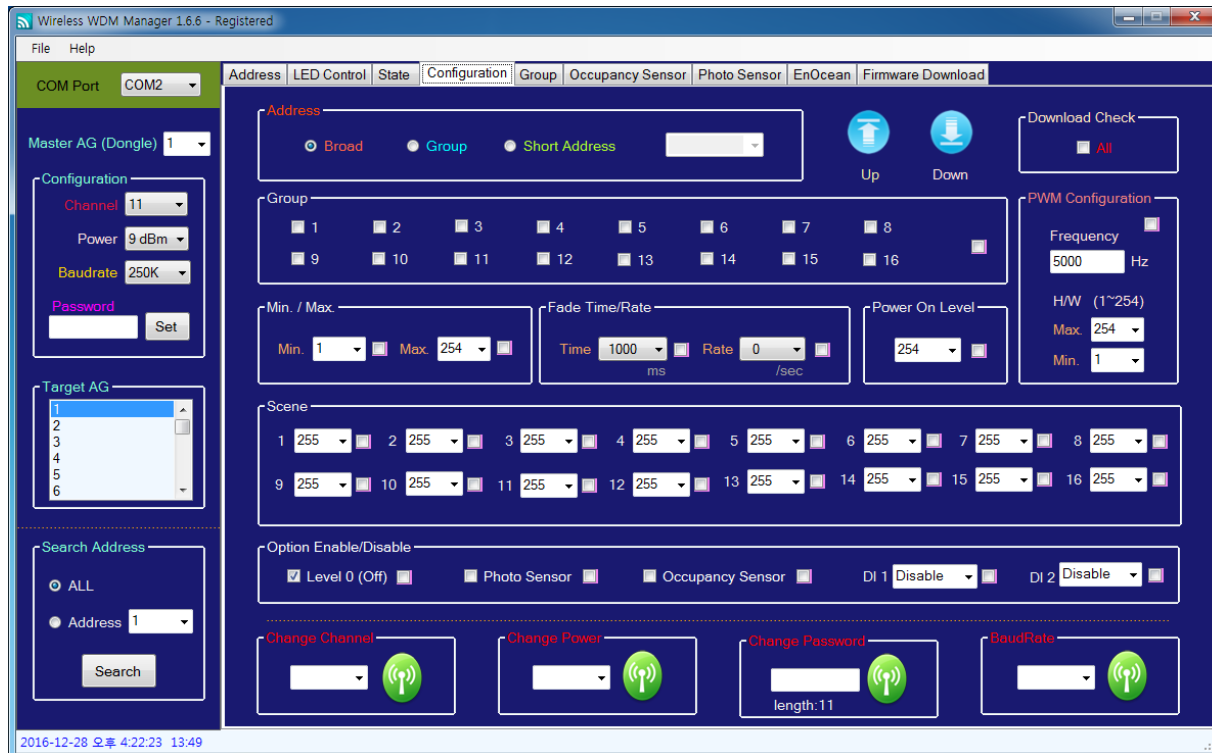 Wireless WDM Manager 1.6.6 - Registered
File Help
COM Port COM2
Master AG (Dongle) 1
Configuration
Channel 11
Power 9 dBm
Baudrate 250K
Password
Set
Target AG
1
2
3
4
5
6
Search Address
ALL
Address 1
Search
Address LED Control State Configuration Group Occupancy Sensor Photo Sensor EnOcean Firmware Download
Address
Broad Group Short Address
Up Down
Download Check
All
Group
1 2 3 4 5 6 7 8
9 10 11 12 13 14 15 16
PWM Configuration
Frequency
5000 Hz
H/W (1~254)
Max. 254
Min. 1
Min. / Max.
Min. 1 Max. 254
Fade Time/Rate
Time 1000 Rate 0
ms /sec
Power On Level
254
Scene
1 255 2 255 3 255 4 255 5 255 6 255 7 255 8 255
9 255 10 255 11 255 12 255 13 255 14 255 15 255 16 255
Option Enable/Disable
Level 0 (Off) Photo Sensor Occupancy Sensor DI 1 Disable DI 2 Disable
Change Channel
Change Power
Change Password
length:11
BaudRate
2016-12-28 오후 4:22:23 13:49